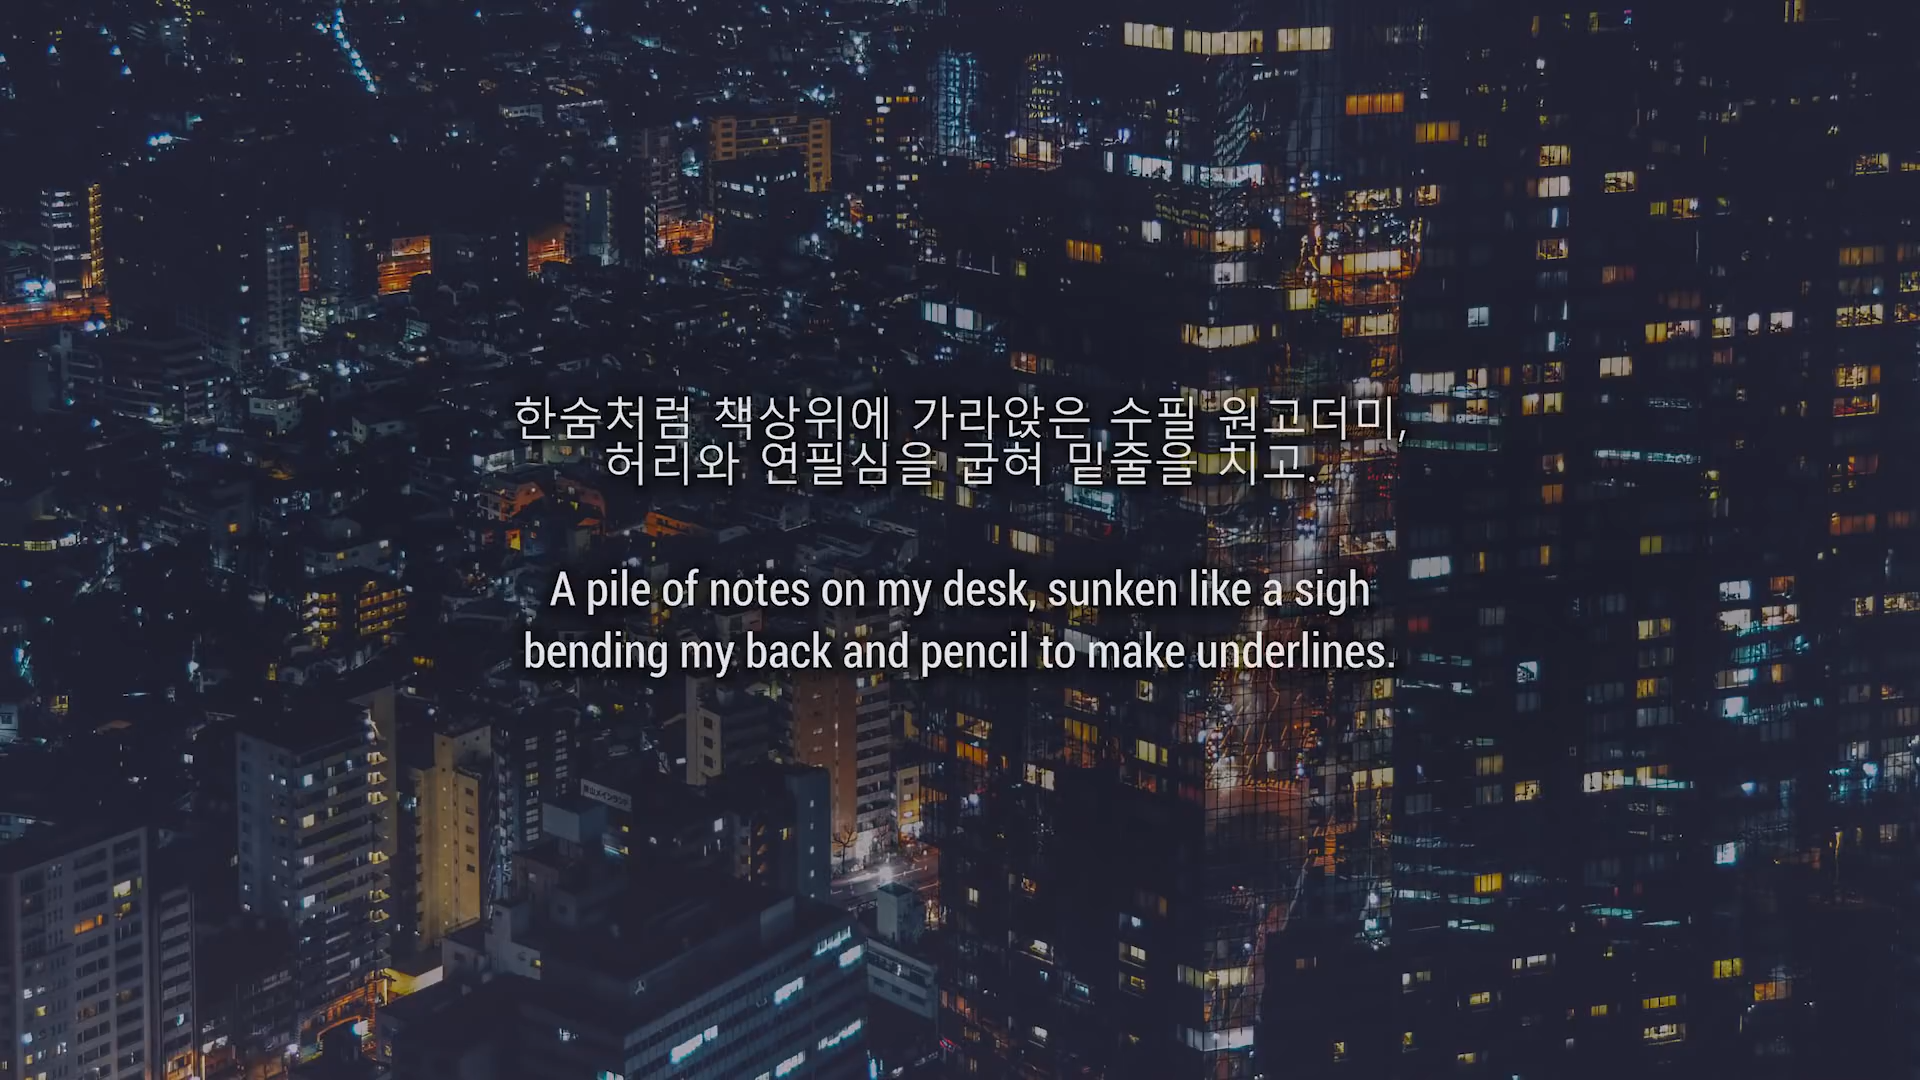 한숨처럼 책상위에 가라앉은 수필 원고더미,
허리와 연필심을 굽혀 밑줄을 치고.
A pile of notes on my desk, sunken like a sigh
bending my back and pencil to make underlines.